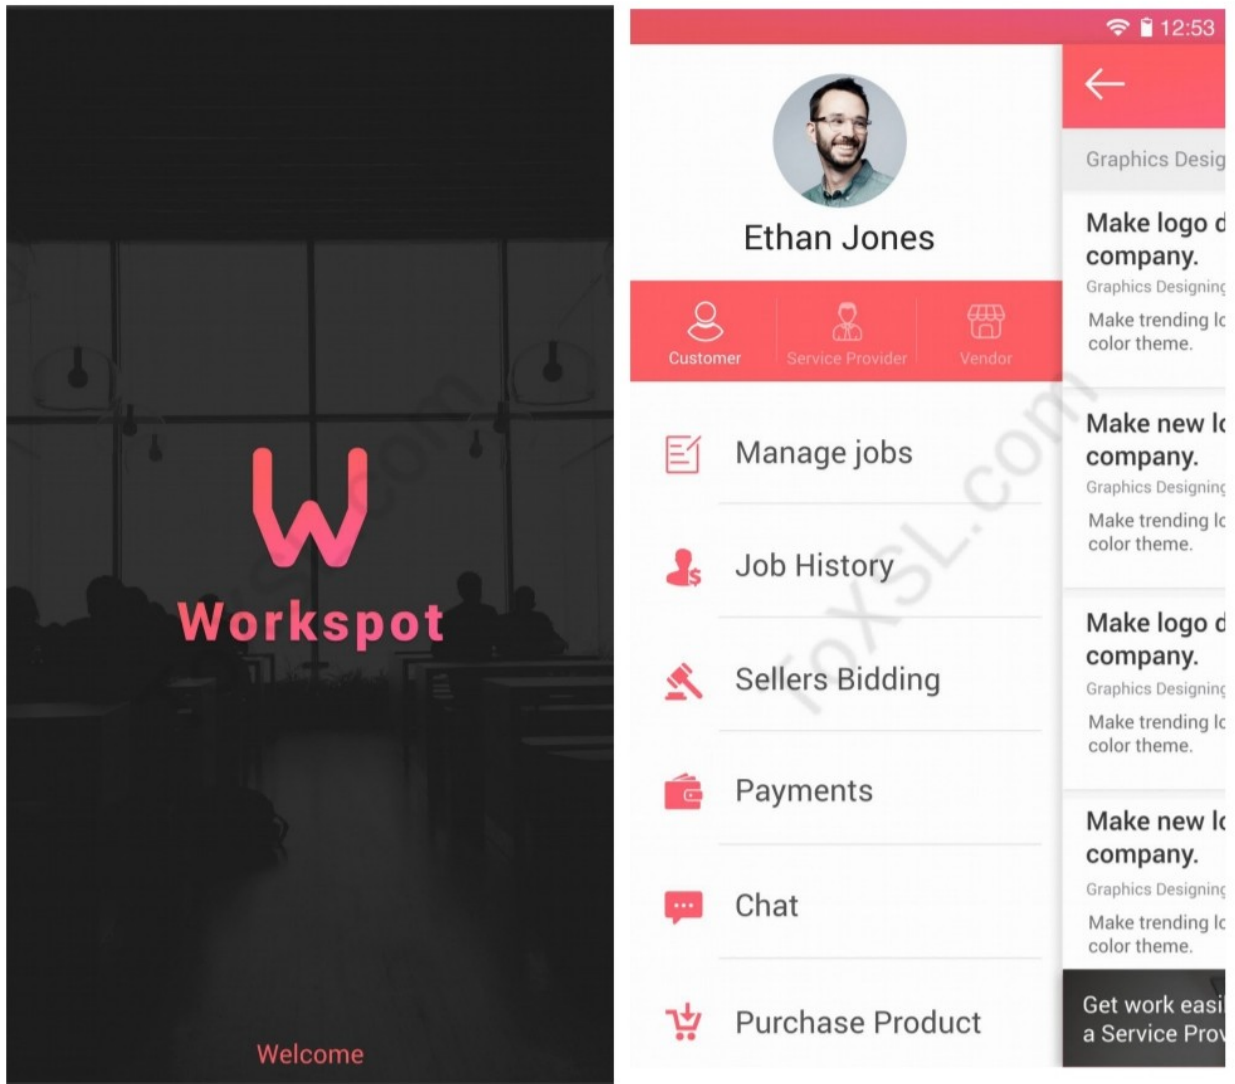 W
Workspot
Welcome
12:53
Ethan Jones
Customer
Service Provider
Vendor
Manage jobs
Job History
Sellers Bidding
Payments
Chat
Purchase Product
Graphics Desig
Make logo d
company.
Graphics Designing
Make trending lo
color theme.
Make new lo
company.
Graphics Designing
Make trending lo
color theme.
Make logo d
company.
Graphics Designing
Make trending lo
color theme.
Make new lo
company.
Graphics Designing
Make trending lo
color theme.
Get work easil
a Service Prov
ToXSL.com